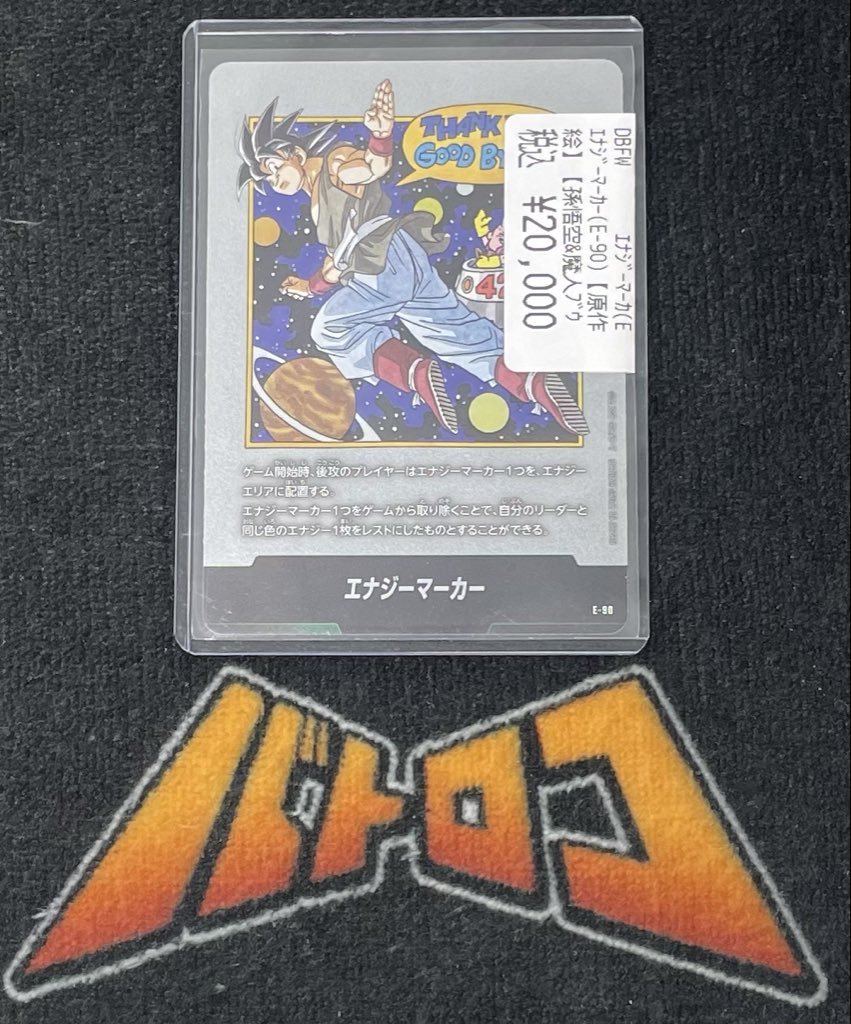 THANK
GOOD BY
42
DBFW エナジーマーカ(E
エナジーマーカー(E-90)【原作
絵】【孫悟空&魔人ブウ
税込 ¥20,000
ゲーム開始時、後攻のプレイヤーはエナジーマーカー1つを、エナジー
エリアに配置する。
エナジーマーカー1つをゲームから取り除くことで、自分のリーダーと
同じ色のエナジー1枚をレストにしたものとすることができる。
エナジーマーカー
E-90
バトロコ